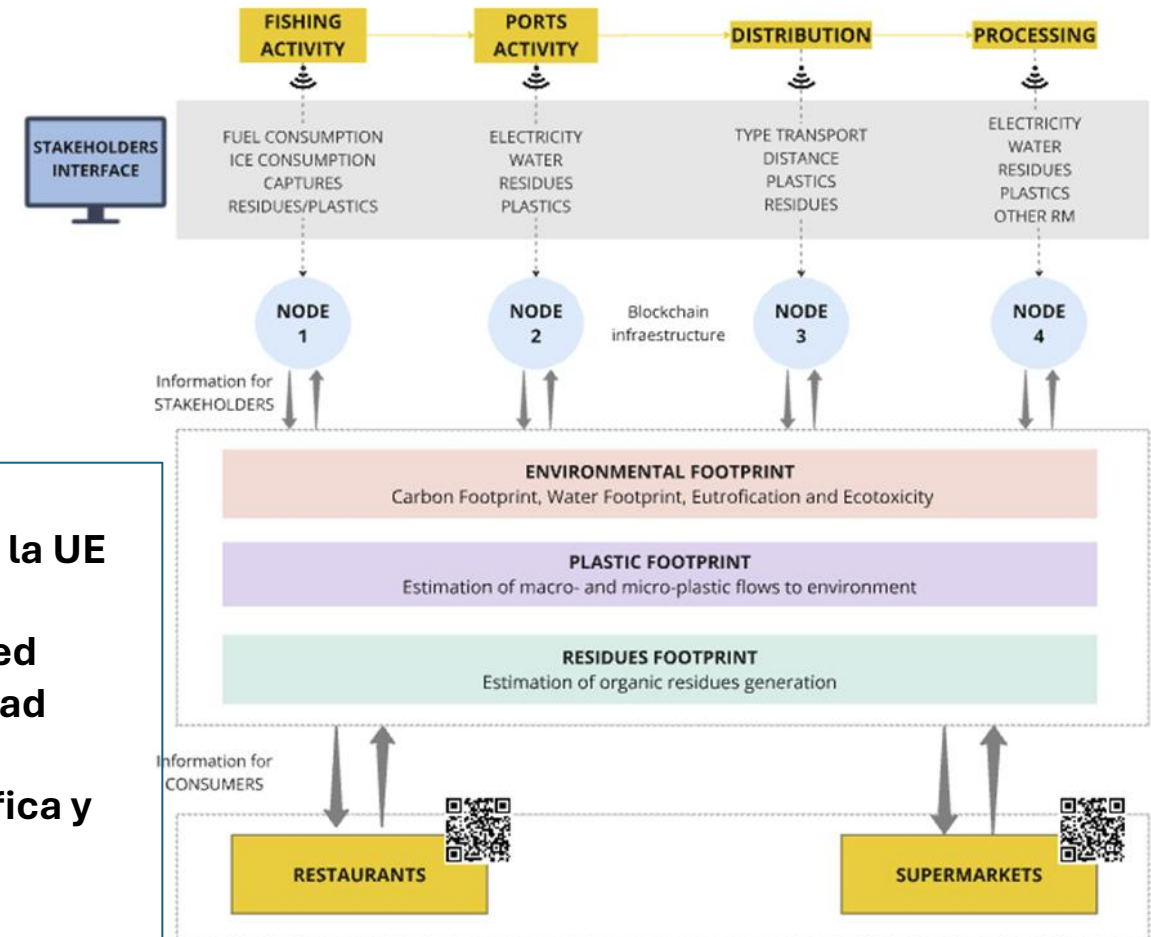 FISHING
ACTIVITY
PORTS
ACTIVITY
DISTRIBUTION
PROCESSING
STAKEHOLDERS
INTERFACE
FUEL CONSUMPTION
ICE CONSUMPTION
CAPTURES
RESIDUES/PLASTICS
ELECTRICITY
WATER
RESIDUES
PLASTICS
TYPE TRANSPORT
DISTANCE
PLASTICS
RESIDUES
ELECTRICITY
WATER
RESIDUES
PLASTICS
OTHER RM
NODE
1
NODE
2
Blockchain
infraestructure
NODE
3
NODE
4
Information for
STAKEHOLDERS
ENVIRONMENTAL FOOTPRINT
Carbon Footprint, Water Footprint, Eutrofication and Ecotoxicity
PLASTIC FOOTPRINT
Estimation of macro- and micro-plastic flows to environment
RESIDUES FOOTPRINT
Estimation of organic residues generation
la UE
ed
ad
fica y
Information for
CONSUMERS
RESTAURANTS
SUPERMARKETS